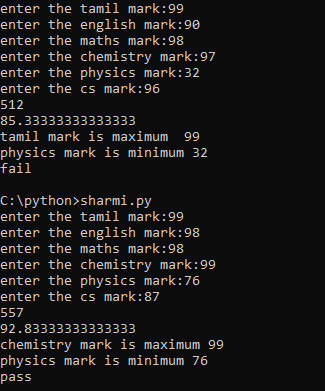 enter the tamil mark:99
enter the english mark:90
enter the maths mark:98
enter the chemistry mark:97
enter the physics mark:32
enter the cs mark:96
512
85.33333333333333
tamil mark is maximum  99
physics mark is minimum 32
fail

C:\python>sharmi.py
enter the tamil mark:99
enter the english mark:98
enter the maths mark:98
enter the chemistry mark:99
enter the physics mark:76
enter the cs mark:87
557
92.83333333333333
chemistry mark is maximum 99
physics mark is minimum 76
pass